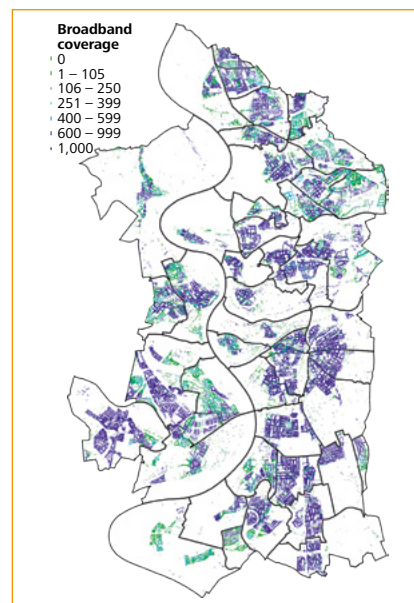 Broadband
coverage
0
1 – 105
106 – 250
251 – 399
400 – 599
600 – 999
1,000